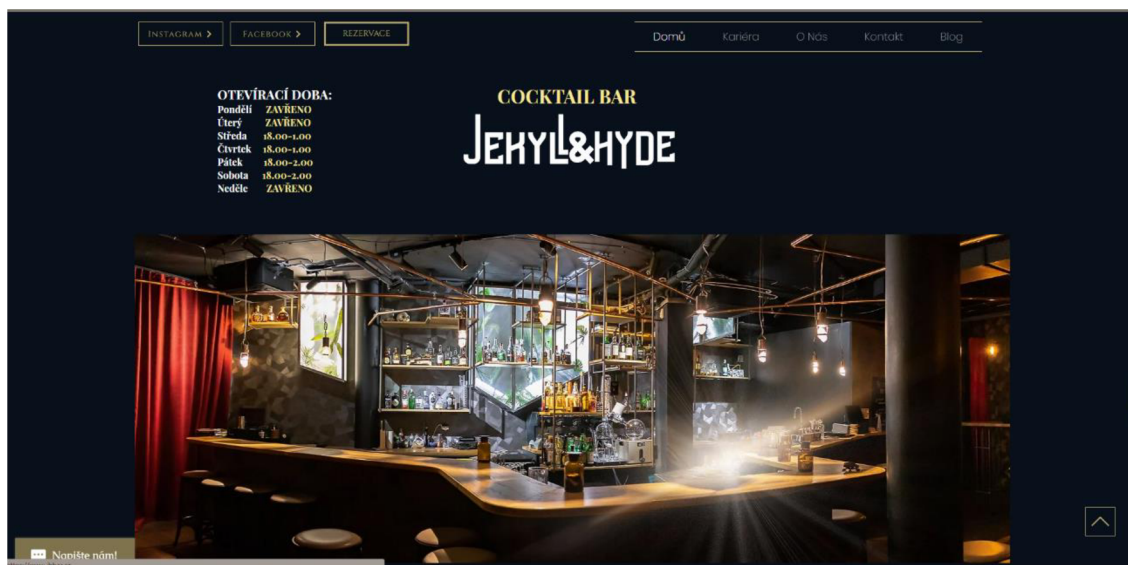 INSTAGRAM >
FACEBOOK >
REZERVACE
Domů
Kariéra
O Nás
Kontakt
Blog
OTEVÍRACÍ DOBA:
Pondělí ZAVŘENO
Úterý ZAVŘENO
Středa 18.00-1.00
Čtvrtek 18.00-1.00
Pátek 18.00-2.00
Sobota 18.00-2.00
Neděle ZAVŘENO
COCKTAIL BAR
JEKYLL&HYDE
Napište nám!